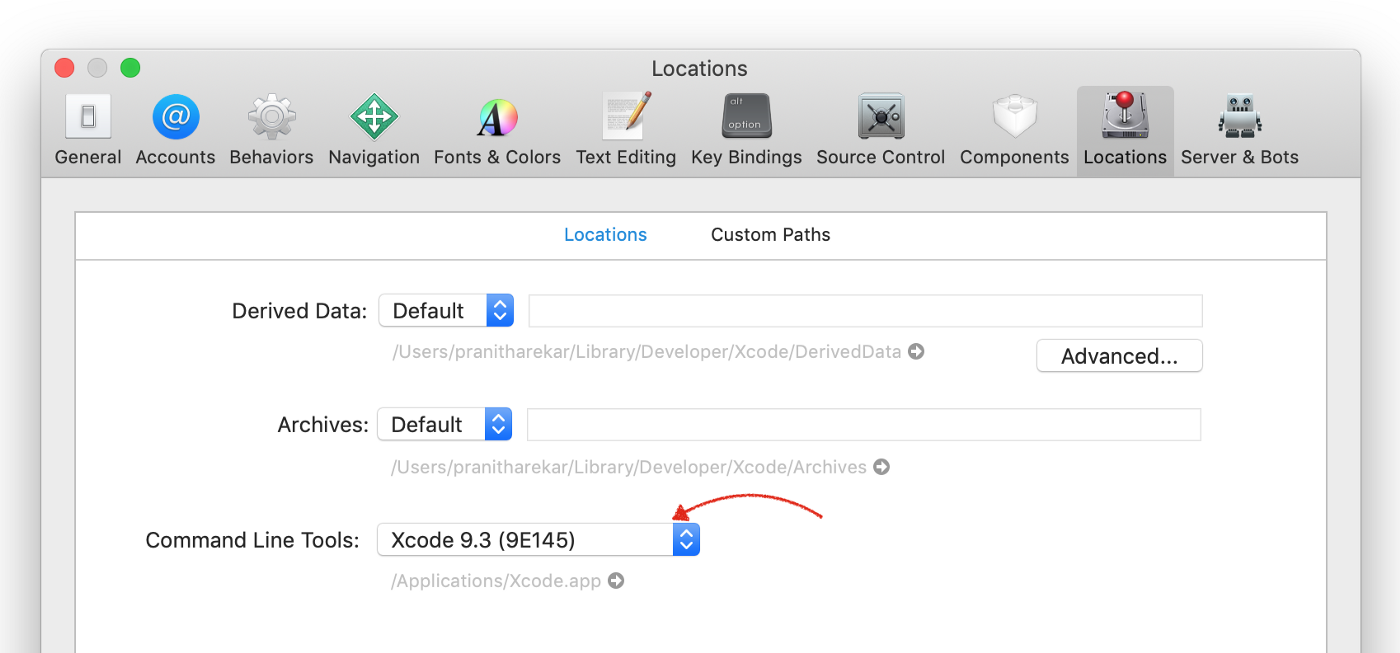 Locations
alt
option
General Accounts Behaviors Navigation Fonts & Colors Text Editing Key Bindings Source Control Components Locations Server & Bots
Locations Custom Paths
Derived Data: Default
/Users/pranitharekar/Library/Developer/Xcode/DerivedData
Advanced...
Archives: Default
/Users/pranitharekar/Library/Developer/Xcode/Archives
Command Line Tools: Xcode 9.3 (9E145)
/Applications/Xcode.app